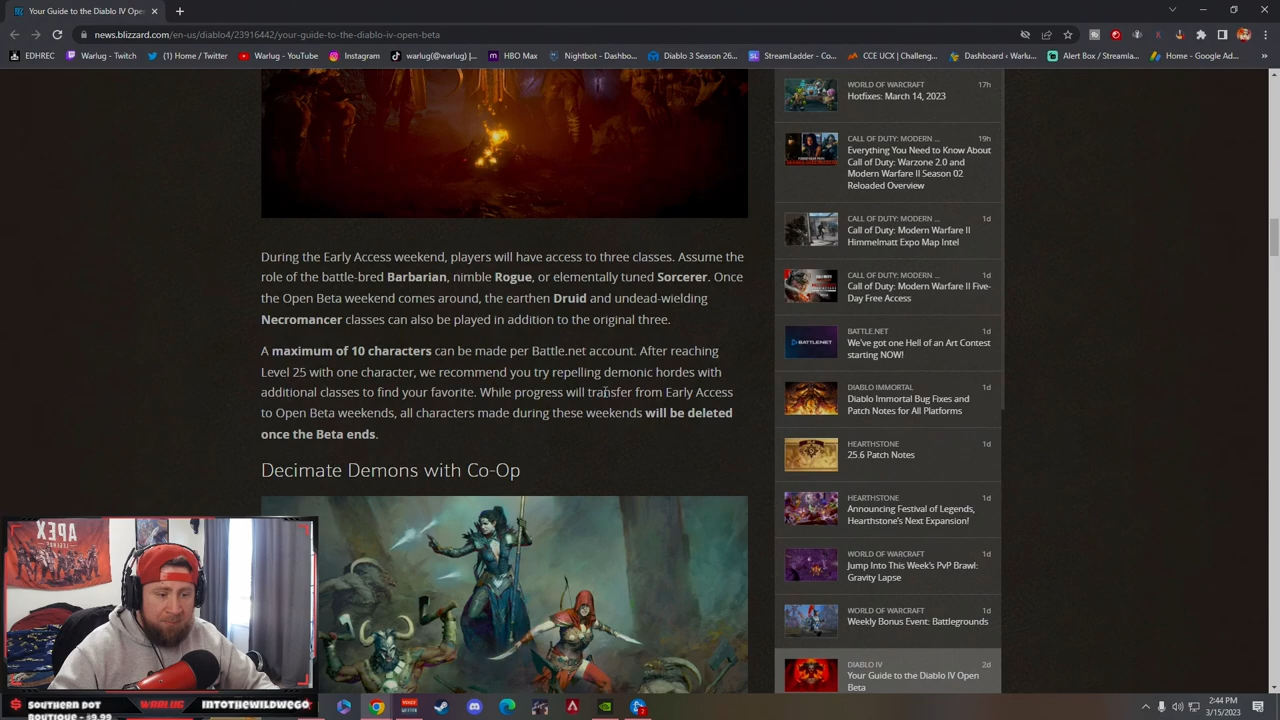 Your Guide to the Diablo IV Open
news.blizzard.com/en-us/diablo4/23916442/your-guide-to-the-diablo-iv-open-beta
EDHREC
Twitch - warlug
(1) Home / Twitter
Instagram
@warlug (@warlug) |...
HBO Max
Nightbot - Dashbo...
Diablo 3 Season 26...
StreamLadder - Co...
CCE UCX | Challeng...
Dashboard ‹ Warlu...
Alert Box / Streamla...
Home - Google Ad...
During the Early Access weekend, players will have access to three classes. Assume the
role of the battle-bred Barbarian, nimble Rogue, or elementally tuned Sorcerer. Once
the Open Beta weekend comes around, the earthen Druid and undead-wielding
Necromancer classes can also be played in addition to the original three.
A maximum of 10 characters can be made per Battle.net account. After reaching
Level 25 with one character, we recommend you try repelling demonic hordes with
additional classes to find your favorite. While progress will transfer from Early Access
to Open Beta weekends, all characters made during these weekends will be deleted
once the Beta ends.
Decimate Demons with Co-Op
WORLD OF WARCRAFT 17h
Hotfixes: March 14, 2023
CALL OF DUTY: MODERN ... 19h
Everything You Need to Know About
Call of Duty: Warzone 2.0 and
Modern Warfare II Season 02
Reloaded Overview
CALL OF DUTY: MODERN ... 1d
Call of Duty: Modern Warfare II
Himmelmatt Expo Map Intel
CALL OF DUTY: MODERN ... 1d
Call of Duty: Modern Warfare II Five-
Day Free Access
BATTLE.NET 1d
We've got one Hell of an Art Contest
starting NOW!
BATTLENET
DIABLO IMMORTAL 1d
Diablo Immortal Bug Fixes and
Patch Notes for All Platforms
HEARTHSTONE 1d
25.6 Patch Notes
HEARTHSTONE 1d
Announcing Festival of Legends,
Hearthstone's Next Expansion!
WORLD OF WARCRAFT 1d
Jump Into This Week's PvP Brawl:
Gravity Lapse
WORLD OF WARCRAFT 1d
Weekly Bonus Event: Battlegrounds
DIABLO IV 2d
Your Guide to the Diablo IV Open
Beta
APEX
SOUTHERN DOT
BOUTIQUE - $9.99
WARLUG
INTOTHEWILDWEGO
2:44 PM
3/15/2023